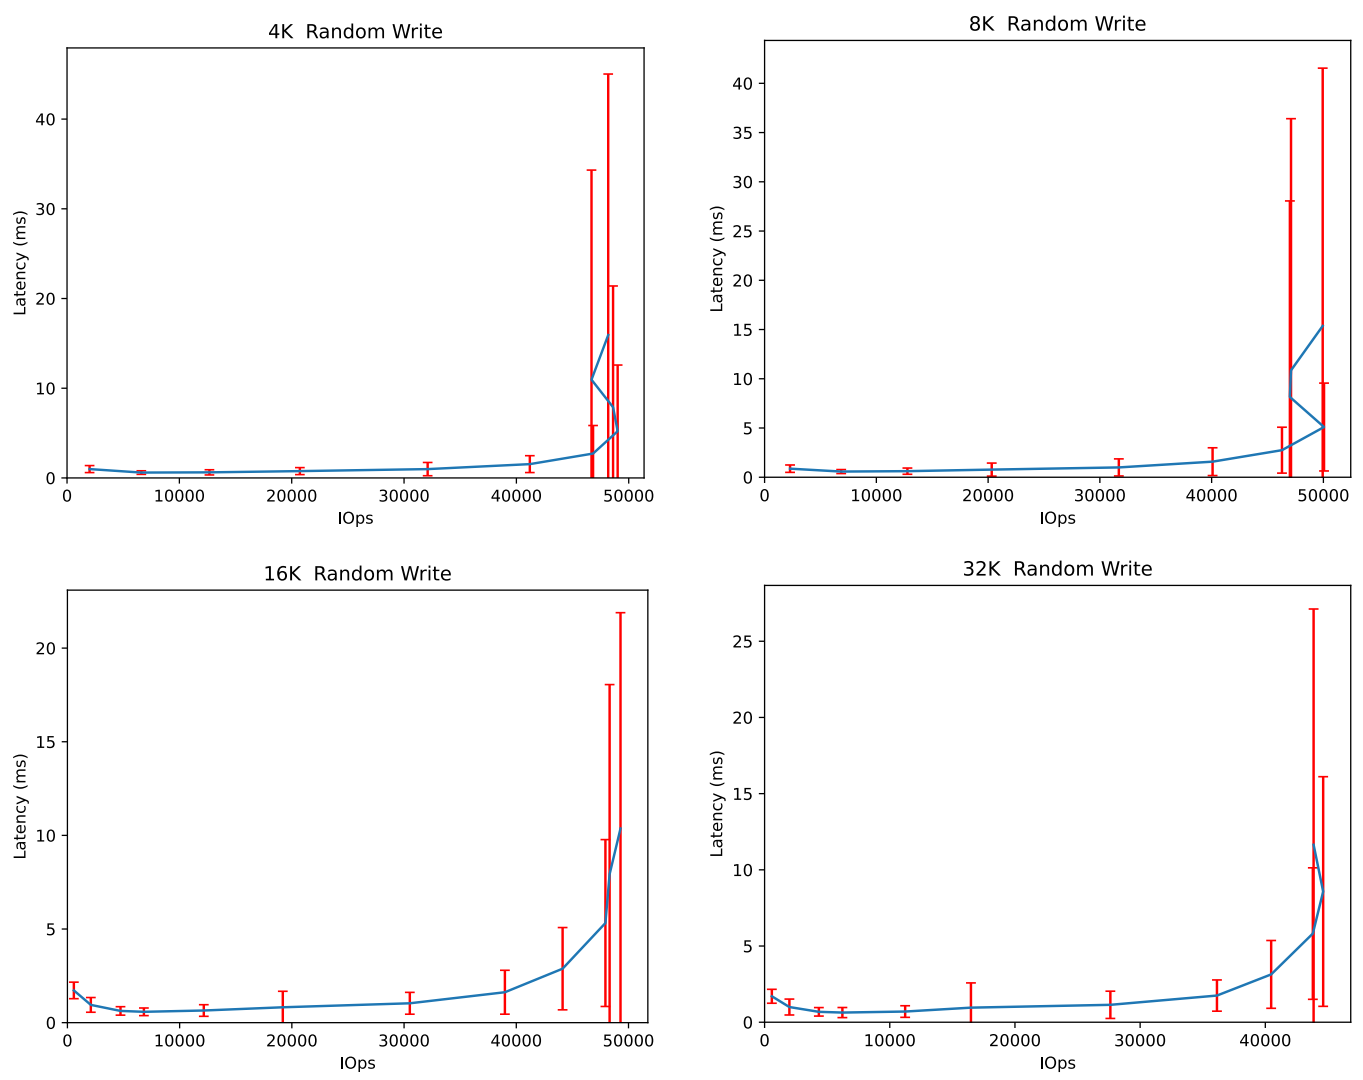 4K  Random Write
40
30
20
10
0
Latency (ms)
0 10000 20000 30000 40000 50000
IOps
8K  Random Write
40
35
30
25
20
15
10
5
0
Latency (ms)
0 10000 20000 30000 40000 50000
IOps
16K  Random Write
20
15
10
5
0
Latency (ms)
0 10000 20000 30000 40000 50000
IOps
32K  Random Write
25
20
15
10
5
0
Latency (ms)
0 10000 20000 30000 40000
IOps